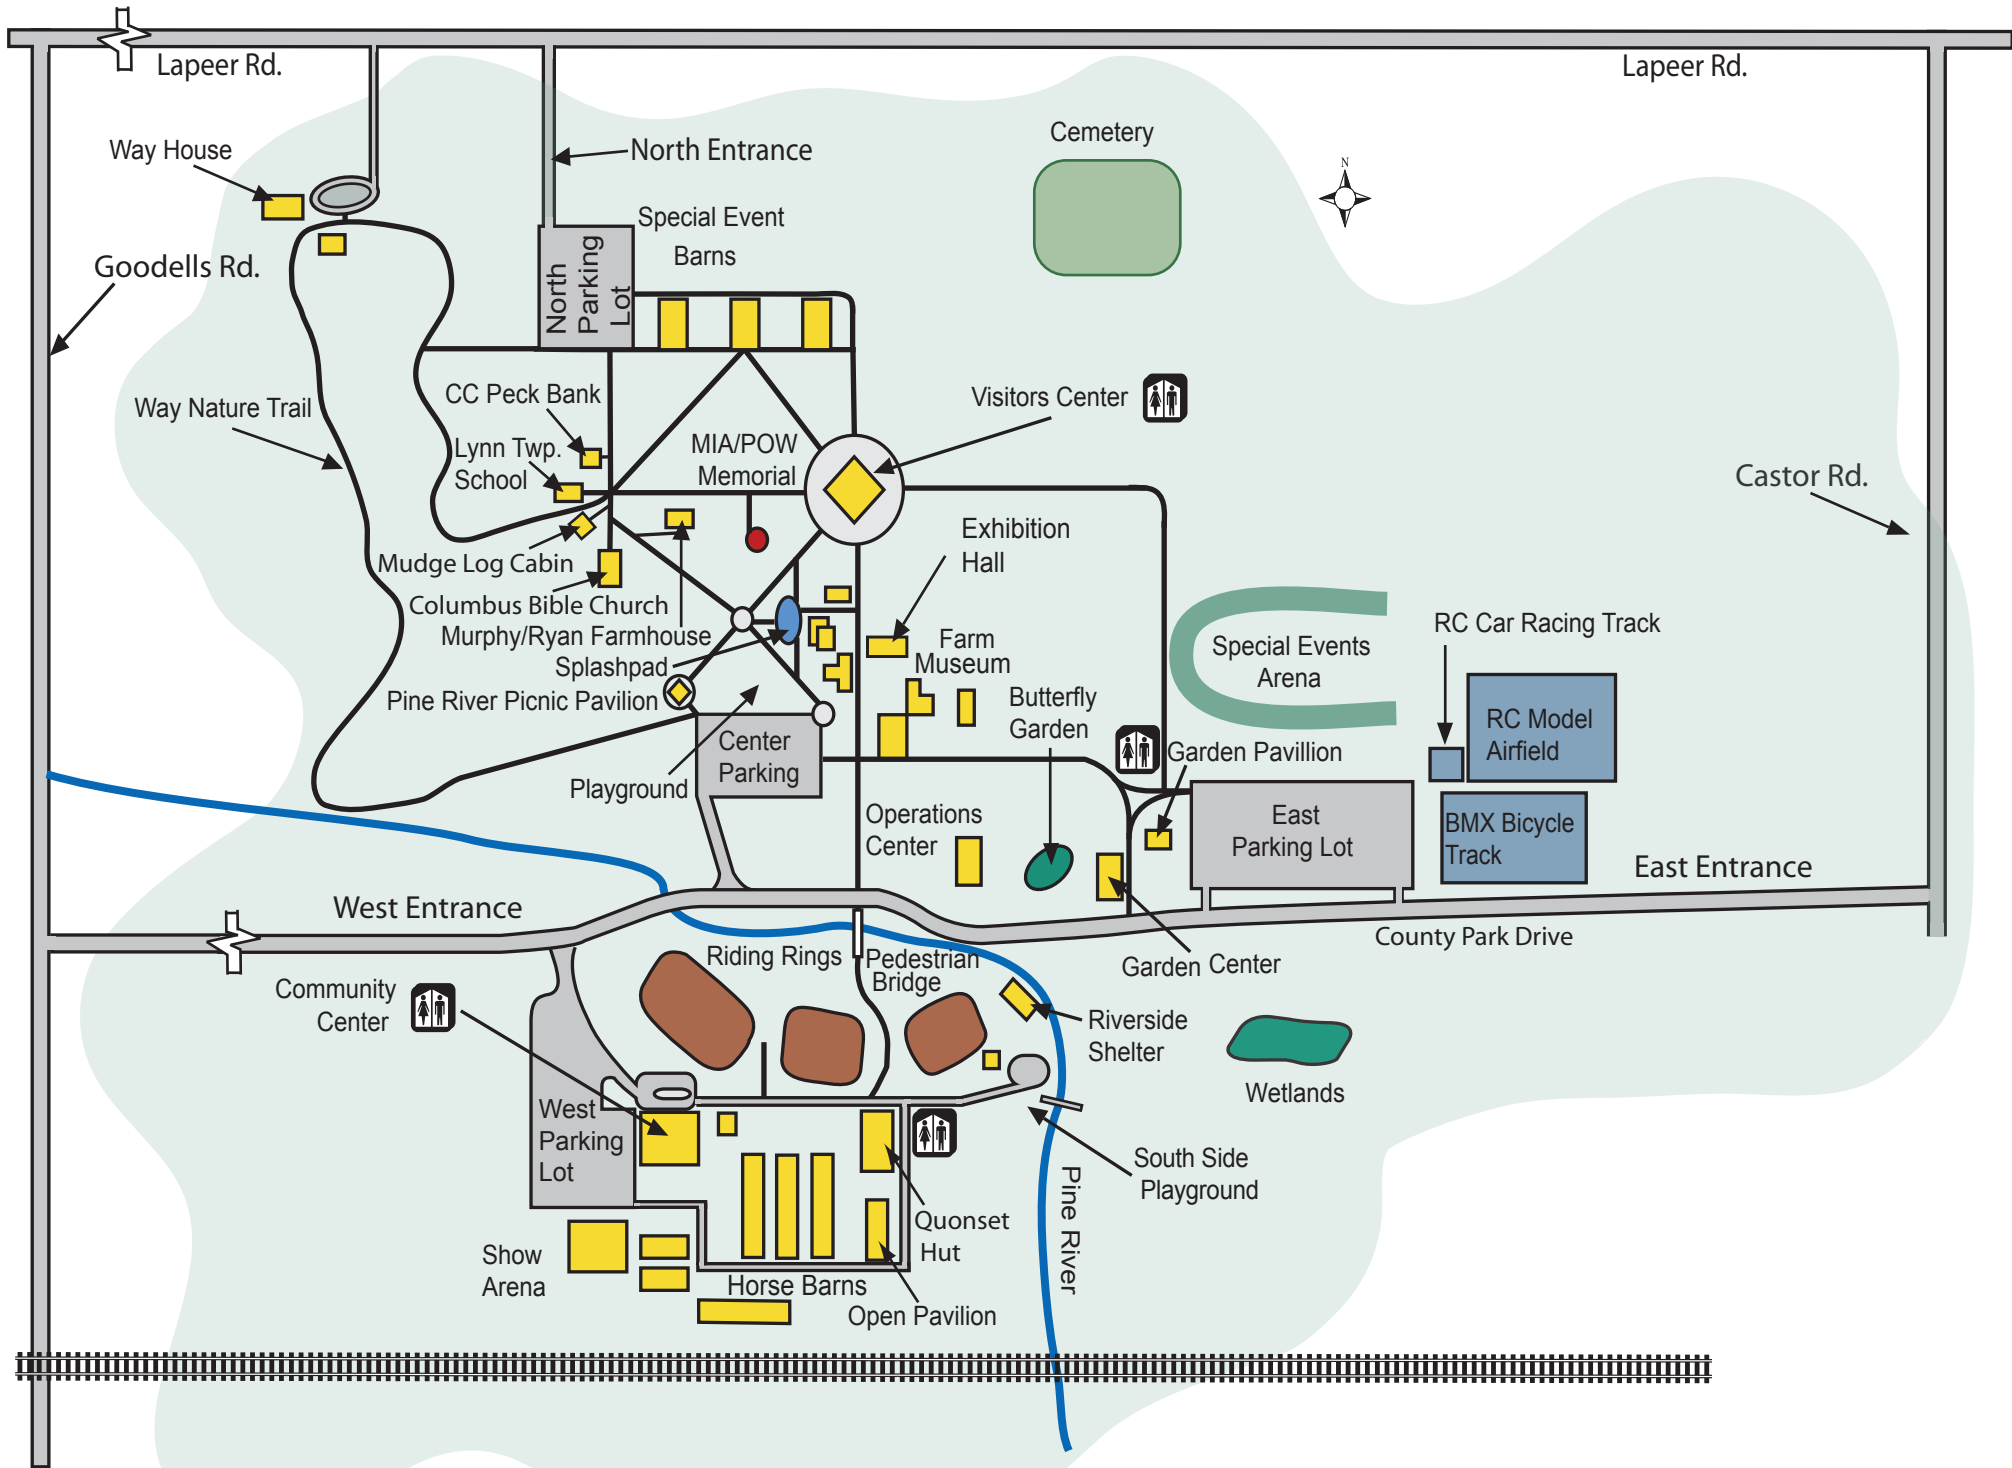 Lapeer Rd.
Lapeer Rd.
Way House
North Entrance
Cemetery
N
Special Event
Barns
Goodells Rd.
North
Parking
Lot
CC Peck Bank
Visitors Center
Way Nature Trail
Lynn Twp.
School
MIA/POW
Memorial
Castor Rd.
Exhibition
Hall
Mudge Log Cabin
Columbus Bible Church
Murphy/Ryan Farmhouse
Splashpad
Pine River Picnic Pavilion
Farm
Museum
Special Events
Arena
RC Car Racing Track
Butterfly
Garden
RC Model
Airfield
Center
Parking
Garden Pavillion
Playground
Operations
Center
East
Parking Lot
BMX Bicycle
Track
East Entrance
West Entrance
County Park Drive
Riding Rings
Pedestrian
Bridge
Garden Center
Community
Center
Riverside
Shelter
Wetlands
West
Parking
Lot
South Side
Playground
Pine River
Quonset
Hut
Show
Arena
Horse Barns
Open Pavilion